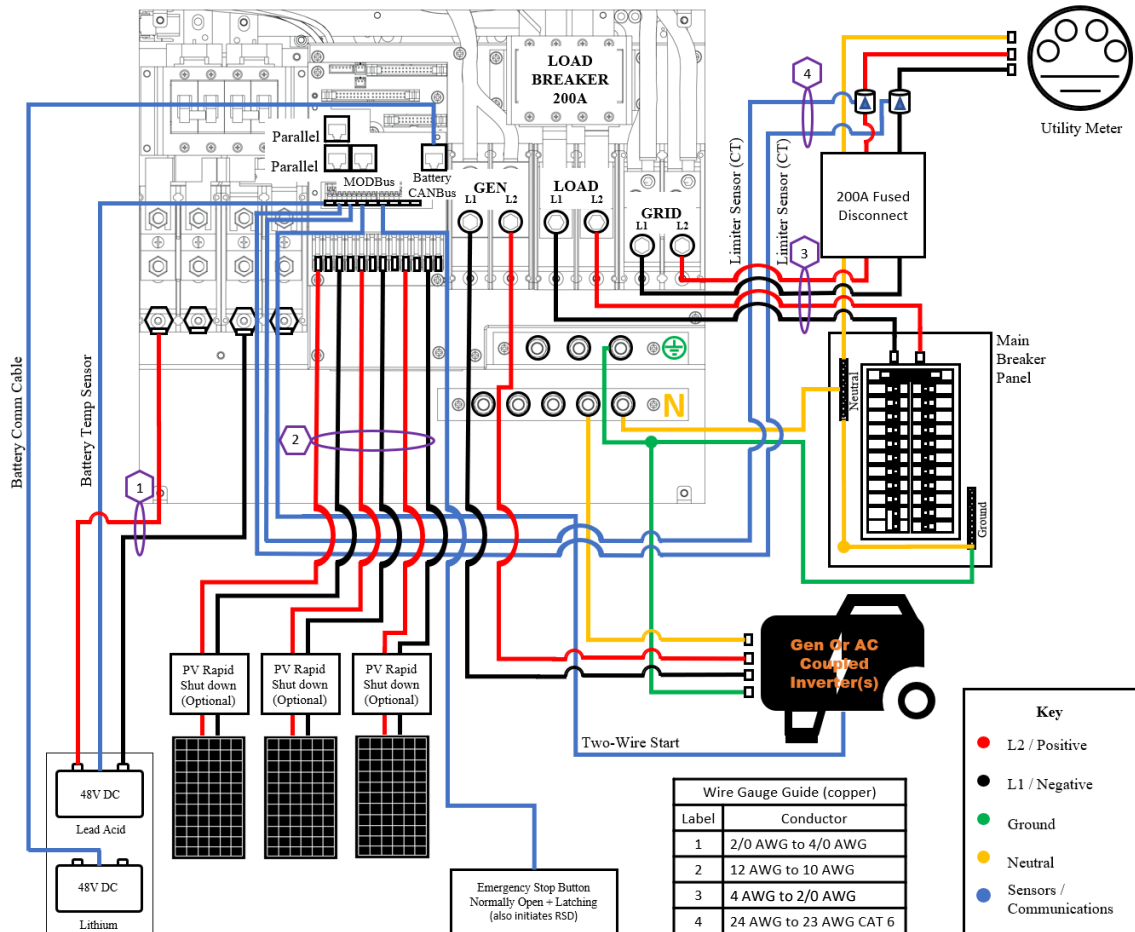 LOAD
BREAKER
200A
4
Utility Meter
Parallel
Parallel
MODBus
Battery
CANBus
GEN
L1
L2
LOAD
L1
L2
GRID
L1
L2
Limiter Sensor (CT)
Limiter Sensor (CT)
200A Fused
Disconnect
3
Main
Breaker
Panel
Neutral
Ground
N
Battery Comm Cable
Battery Temp Sensor
1
2
PV Rapid
Shut down
(Optional)
PV Rapid
Shut down
(Optional)
PV Rapid
Shut down
(Optional)
Gen Or AC
Coupled
Inverter(s)
Two-Wire Start
48V DC
Lead Acid
48V DC
Lithium
Emergency Stop Button
Normally Open + Latching
(also initiates RSD)
Wire Gauge Guide (copper)
Label Conductor
1 2/0 AWG to 4/0 AWG
2 12 AWG to 10 AWG
3 4 AWG to 2/0 AWG
4 24 AWG to 23 AWG CAT 6
Key
L2 / Positive
L1 / Negative
Ground
Neutral
Sensors /
Communications